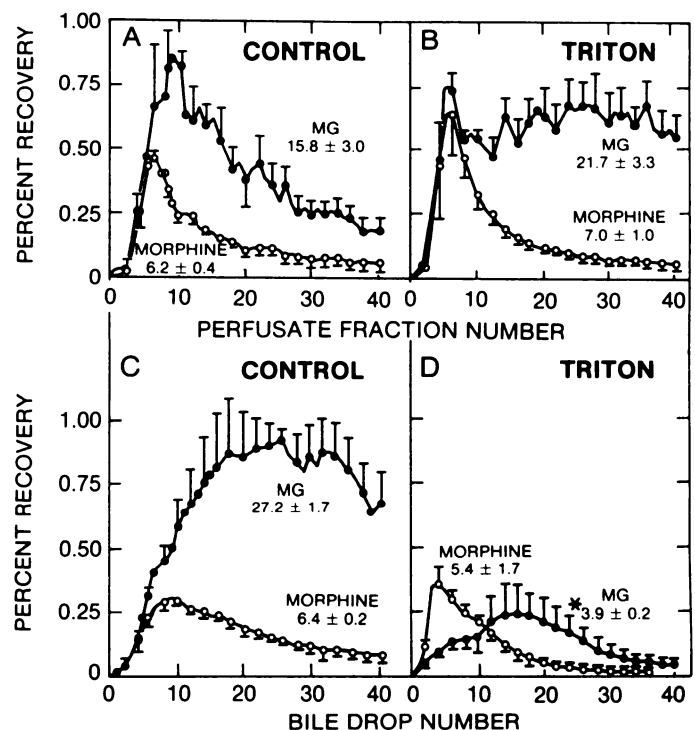 A
CONTROL
B
TRITON
PERCENT RECOVERY
1.00
0.75
0.50
0.25
0
MG
15.8 ± 3.0
MORPHINE
6.2 ± 0.4
MG
21.7 ± 3.3
MORPHINE
7.0 ± 1.0
0 10 20 30 40
0 10 20 30 40
PERFUSATE FRACTION NUMBER
C
CONTROL
D
TRITON
PERCENT RECOVERY
1.00
0.75
0.50
0.25
0
MG
27.2 ± 1.7
MORPHINE
6.4 ± 0.2
MORPHINE
5.4 ± 1.7
MG
*3.9 ± 0.2
0 10 20 30 40
0 10 20 30 40
BILE DROP NUMBER